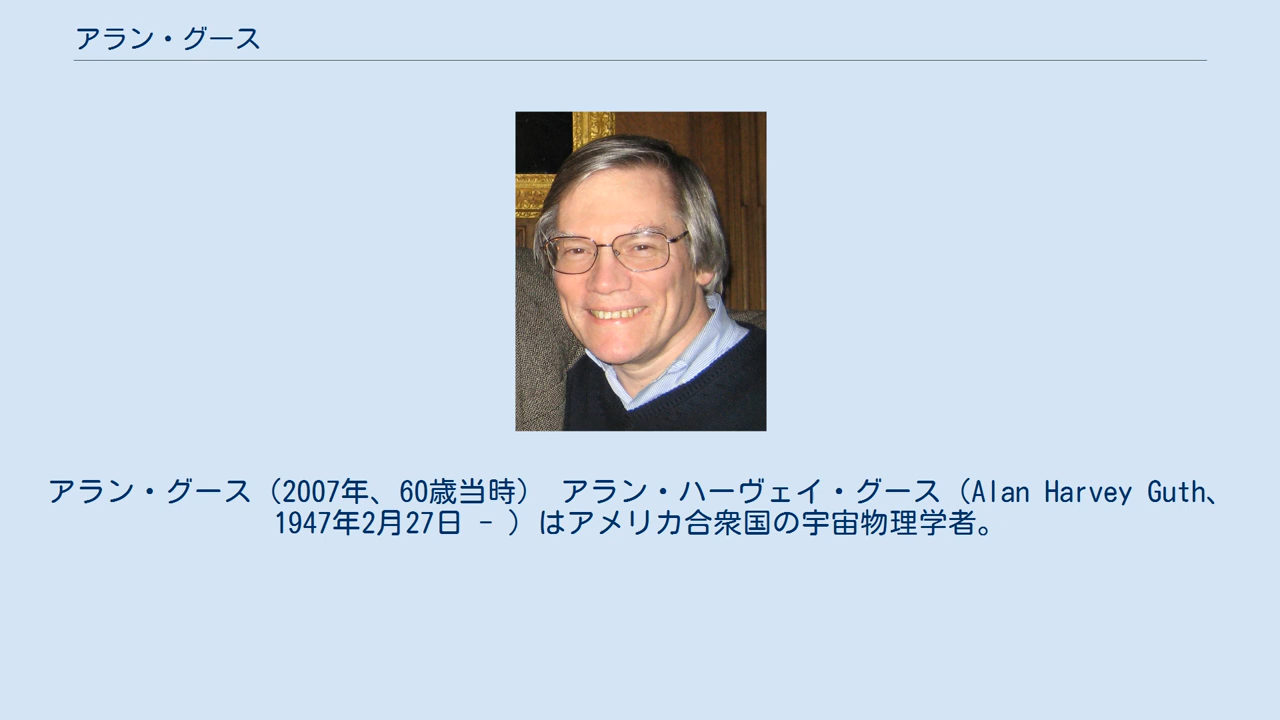 アラン・グース
アラン・グース（2007年、60歳当時） アラン・ハーヴェイ・グース（Alan Harvey Guth、
1947年2月27日 - ）はアメリカ合衆国の宇宙物理学者。